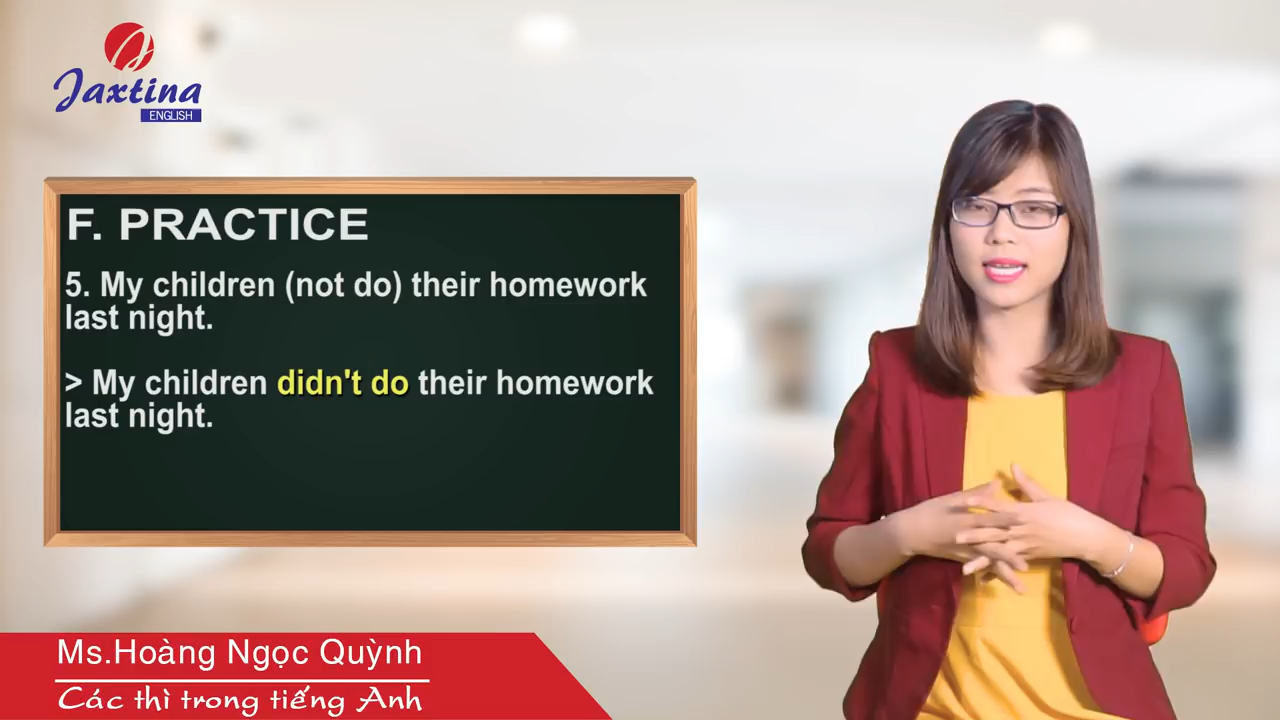 Jaxtina
ENGLISH
F. PRACTICE
5. My children (not do) their homework
last night.
> My children didn't do their homework
last night.
Ms.Hoàng Ngọc Quỳnh
Các thì trong tiếng Anh